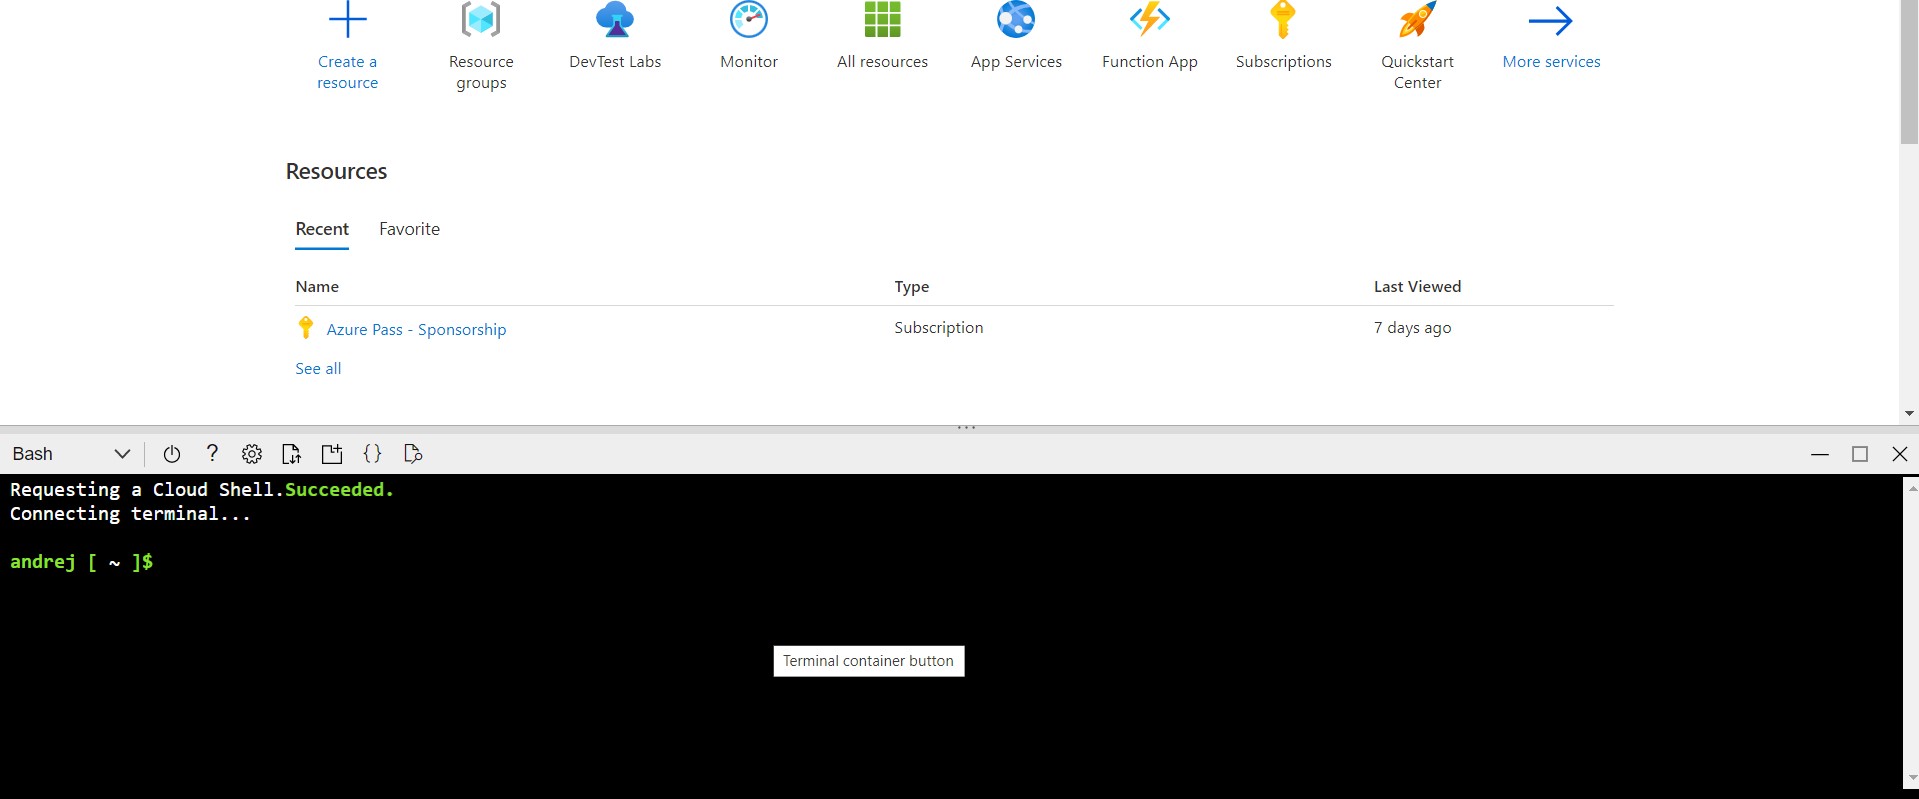 Create a resource
Resource groups
DevTest Labs
Monitor
All resources
App Services
Function App
Subscriptions
Quickstart Center
More services
Resources
Recent Favorite
Name Type Last Viewed
Azure Pass - Sponsorship Subscription 7 days ago
See all
Bash ? { }
Requesting a Cloud Shell.Succeeded.
Connecting terminal...
andrej [ ~ ]$
Terminal container button